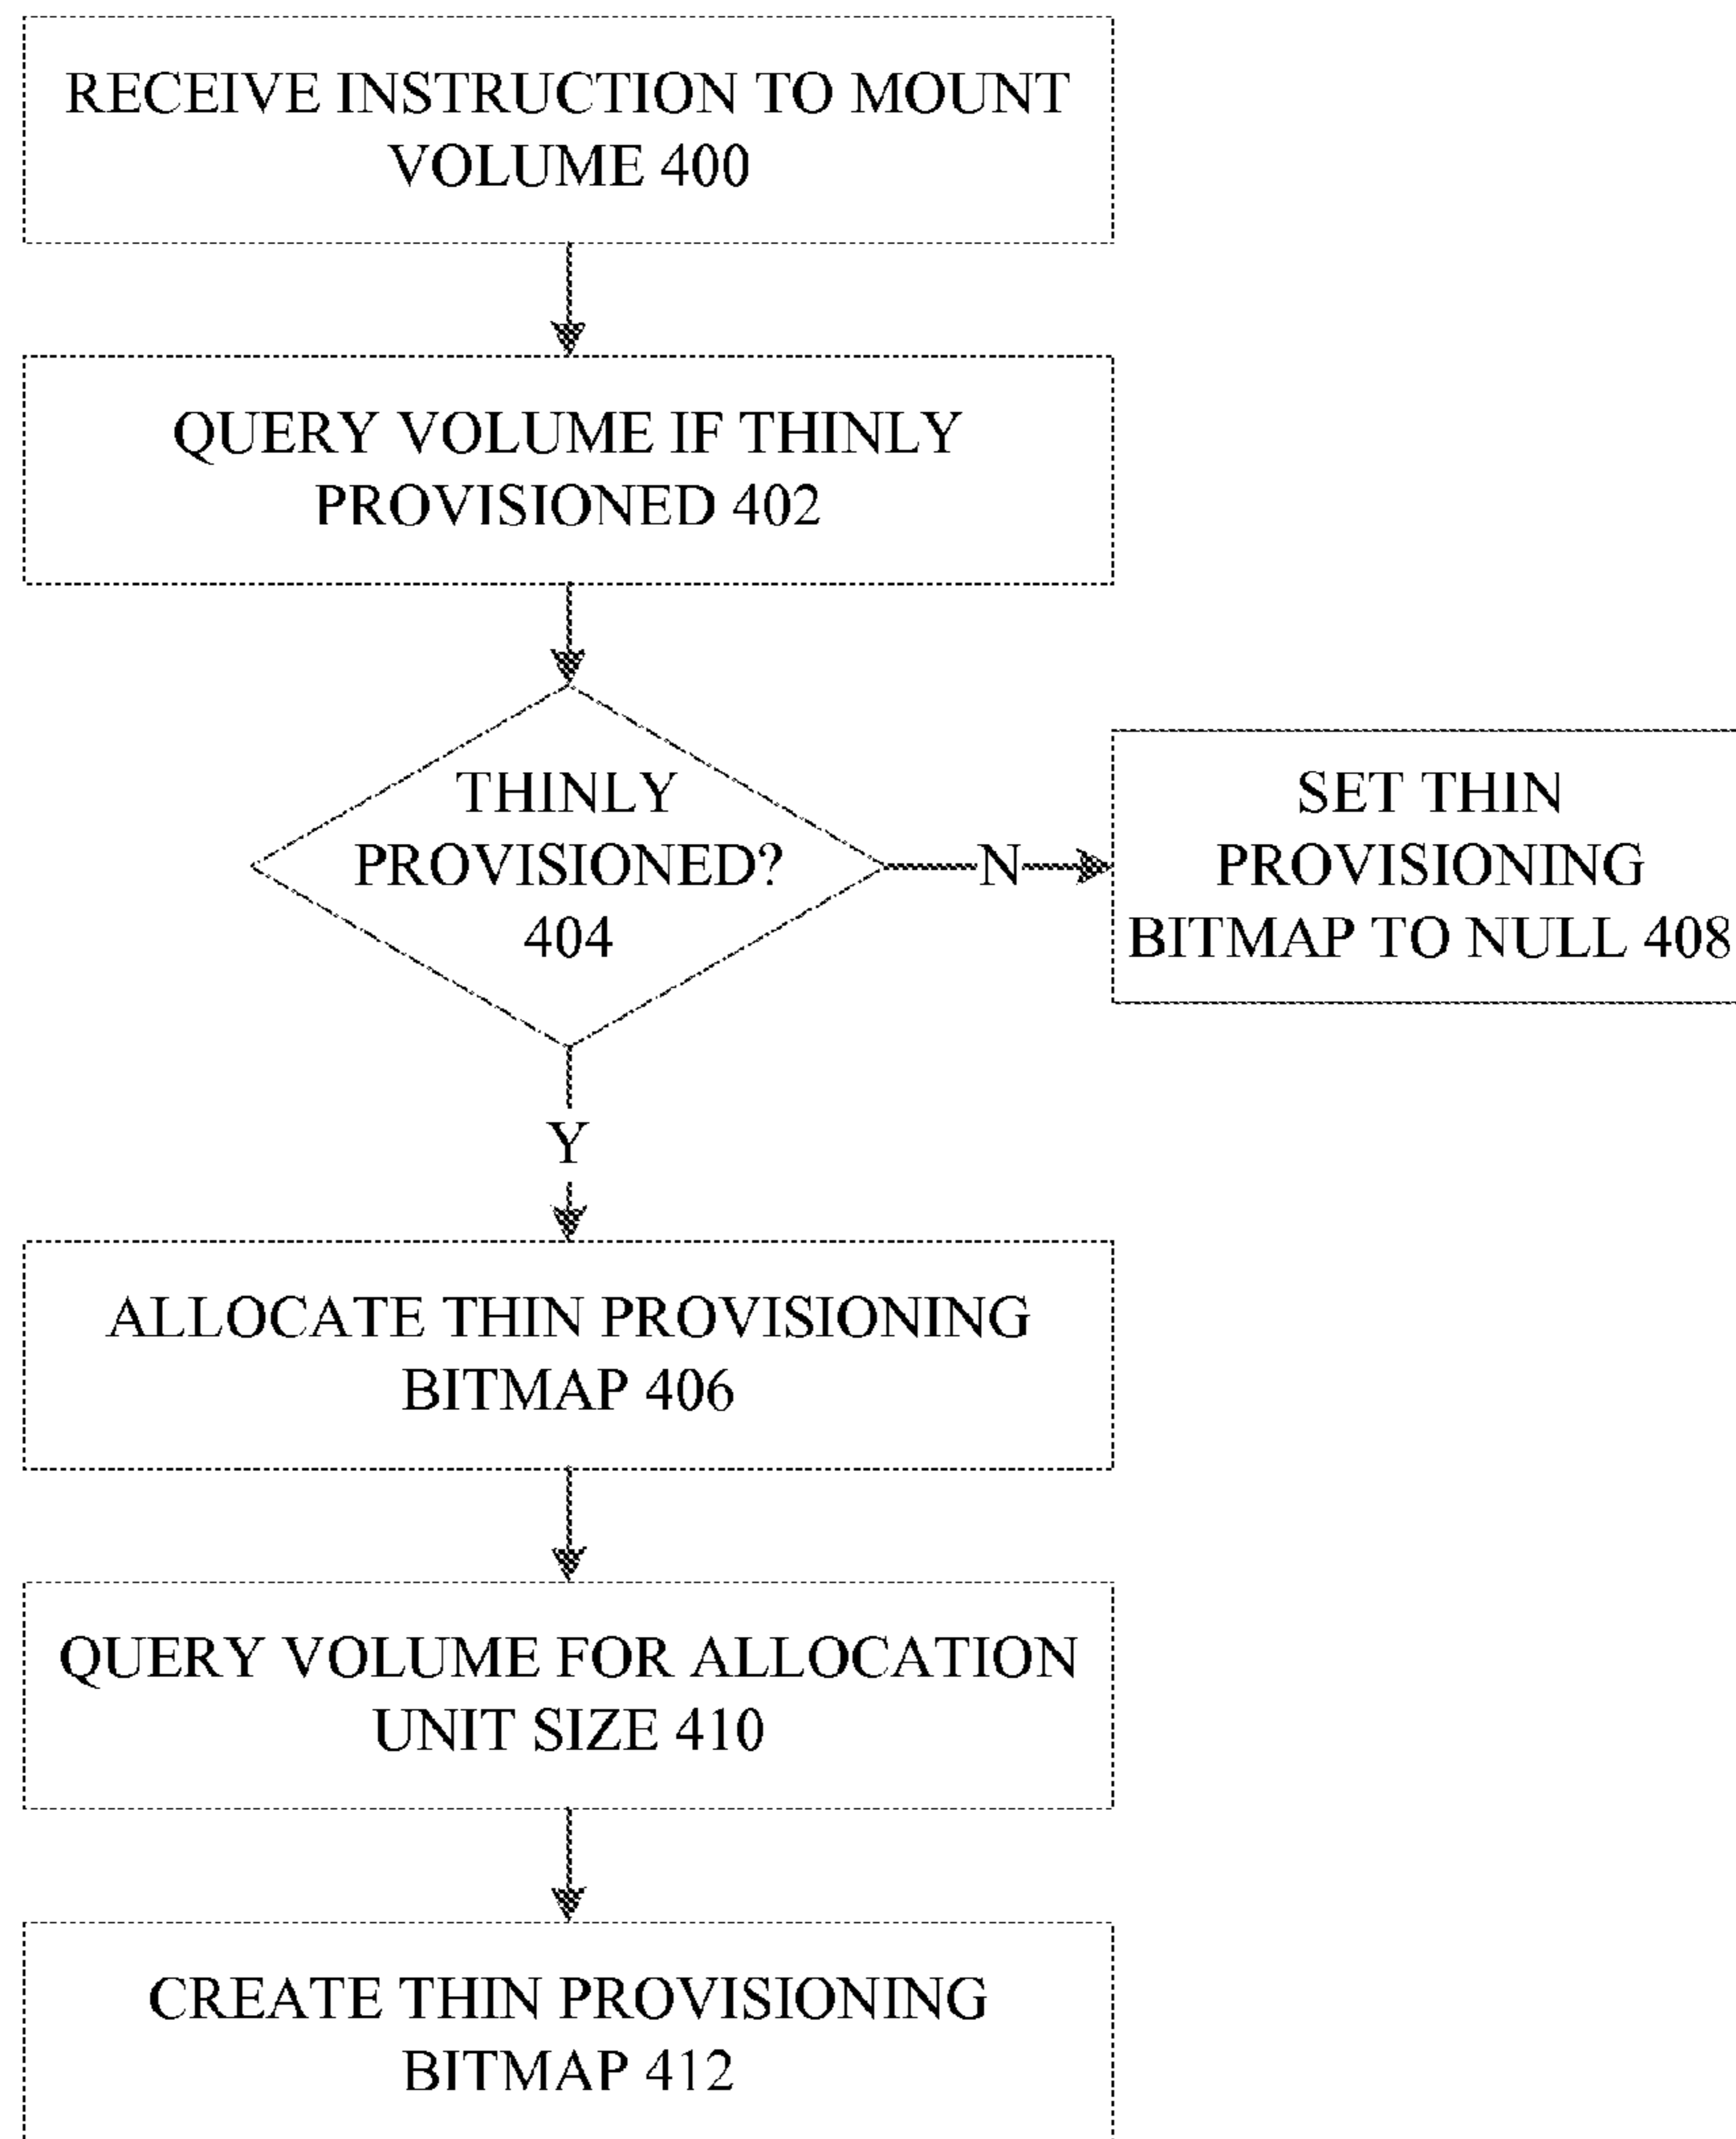 RECEIVE INSTRUCTION TO MOUNT
VOLUME 400
QUERY VOLUME IF THINLY
PROVISIONED 402
THINLY
PROVISIONED?
404
N
SET THIN
PROVISIONING
BITMAP TO NULL 408
Y
ALLOCATE THIN PROVISIONING
BITMAP 406
QUERY VOLUME FOR ALLOCATION
UNIT SIZE 410
CREATE THIN PROVISIONING
BITMAP 412